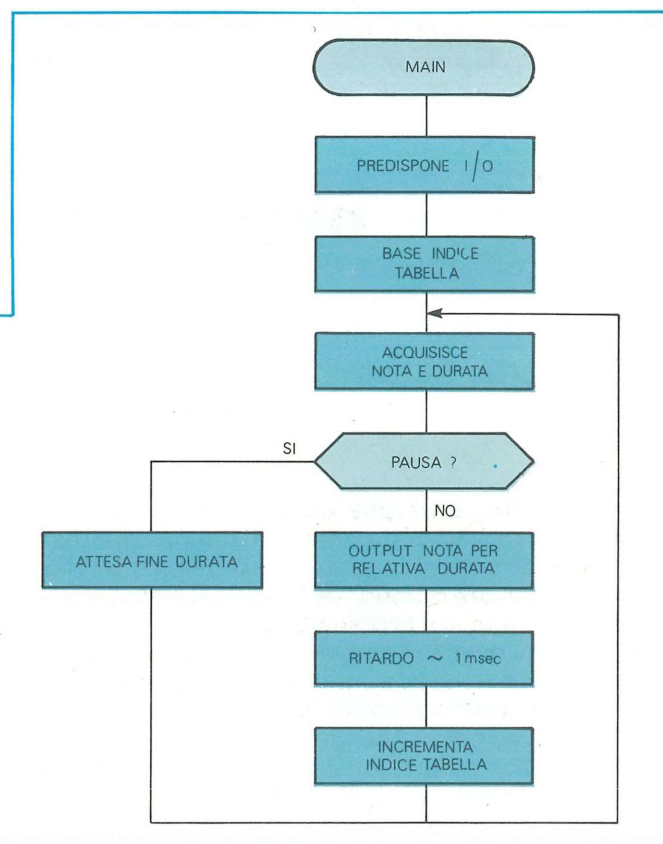 MAIN
PREDISPONE I/O
BASE INDICE
TABELLA
ACQUISISCE
NOTA E DURATA
SI
PAUSA ?
NO
ATTESA FINE DURATA
OUTPUT NOTA PER
RELATIVA DURATA
RITARDO ~ 1msec
INCREMENTA
INDICE TABELLA